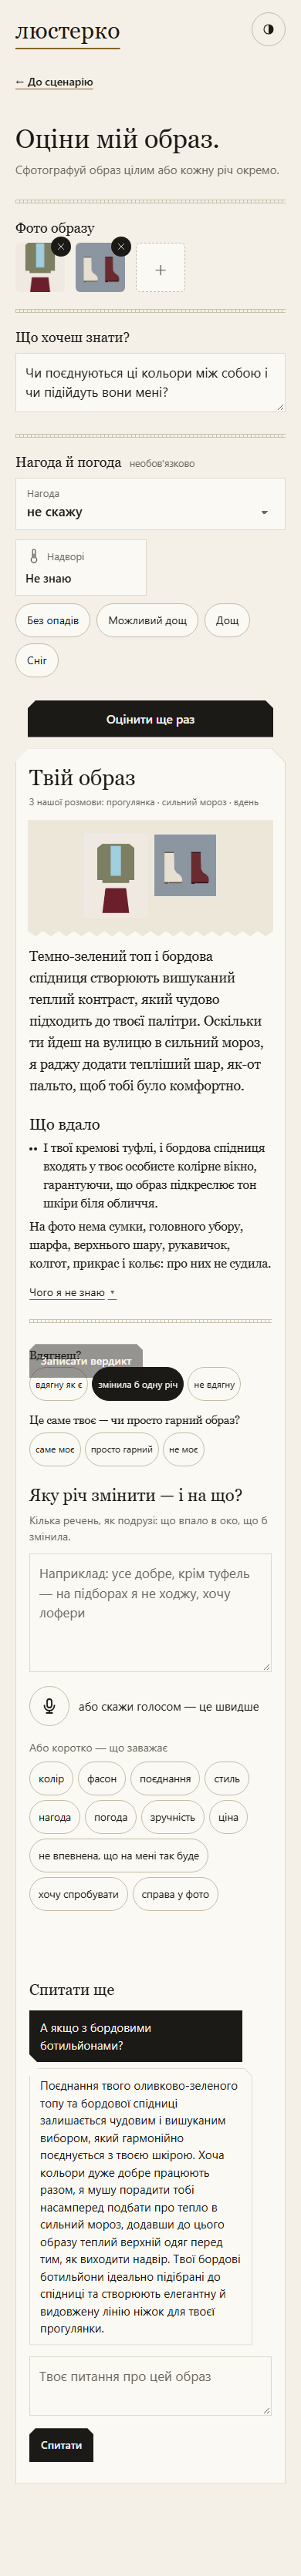 люстерко
← До сценарію
Оціни мій образ.
Сфотографуй образ цілим або кожну річ окремо.
Фото образу
Що хочеш знати?
Чи поєднуються ці кольори між собою і
чи підійдуть вони мені?
Нагода й погода необов'язково
Нагода
не скажу
Надворі
Не знаю
Без опадів
Можливий дощ
Дощ
Сніг
Оцінити ще раз
Твій образ
З нашої розмови: прогулянка · сильний мороз · вдень
Темно-зелений топ і бордова
спідниця створюють вишуканий
теплий контраст, який чудово
підходить до твоєї палітри. Оскільки
ти йдеш на вулицю в сильний мороз,
я раджу додати тепліший шар, як-от
пальто, щоб тобі було комфортно.
Що вдало
І твої кремові туфлі, і бордова спідниця
входять у твоє особисте колірне вікно,
гарантуючи, що образ підкреслює тон
шкіри біля обличчя.
На фото нема сумки, головного убору,
шарфа, верхнього шару, рукавичок,
колгот, прикрас и кольє: про них не судила.
Чого я не знаю
Вдягнеш?
Записати вердикт
вдягну як є
змінила б одну річ
не вдягну
Це саме твоє — чи просто гарний образ?
саме моє
просто гарний
не моє
Яку річ змінити — і на що?
Кілька речень, як подрузі: що впало в око, що б
змінила.
Наприклад: усе добре, крім туфель
— на підборах я не ходжу, хочу
лофери
або скажи голосом — це швидше
Або коротко — що заважає
колір
фасон
поєднання
стиль
нагода
погода
зручність
ціна
не впевнена, що на мені так буде
хочу спробувати
справа у фото
Спитати ще
А якщо з бордовими
ботильйонами?
Поєднання твого оливково-зеленого
топу та бордової спідниці
залишається чудовим і вишуканим
вибором, який гармонійно
поєднується з твоєю шкірою. Хоча
кольори дуже добре працюють
разом, я мушу порадити тобі
насамперед подбати про тепло в
сильний мороз, додавши до цього
образу теплий верхній одяг перед
тим, як виходити надвір. Твої бордові
ботильйони ідеально підібрані до
спідниці та створюють елегантну й
видовжену лінію ніжок для твоєї
прогулянки.
Твоє питання про цей образ
Спитати